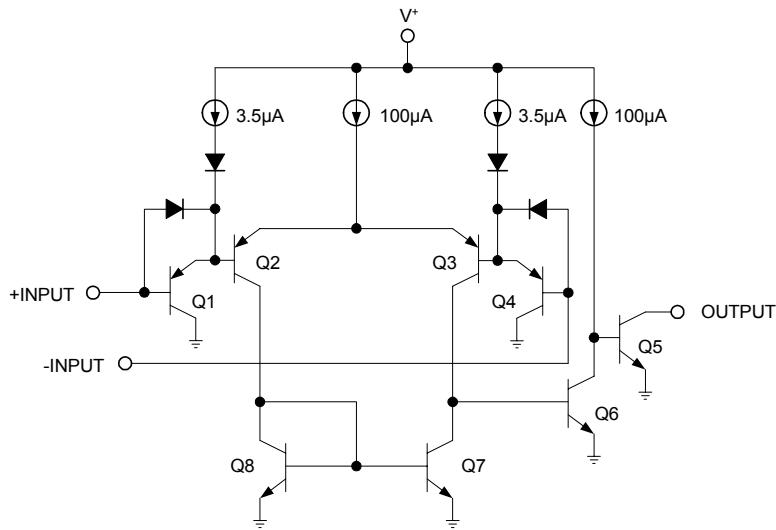 V+
3.5µA 100µA 3.5µA 100µA
Q2 Q3
+INPUT Q1 Q4 OUTPUT
Q5
-INPUT
Q6
Q8 Q7